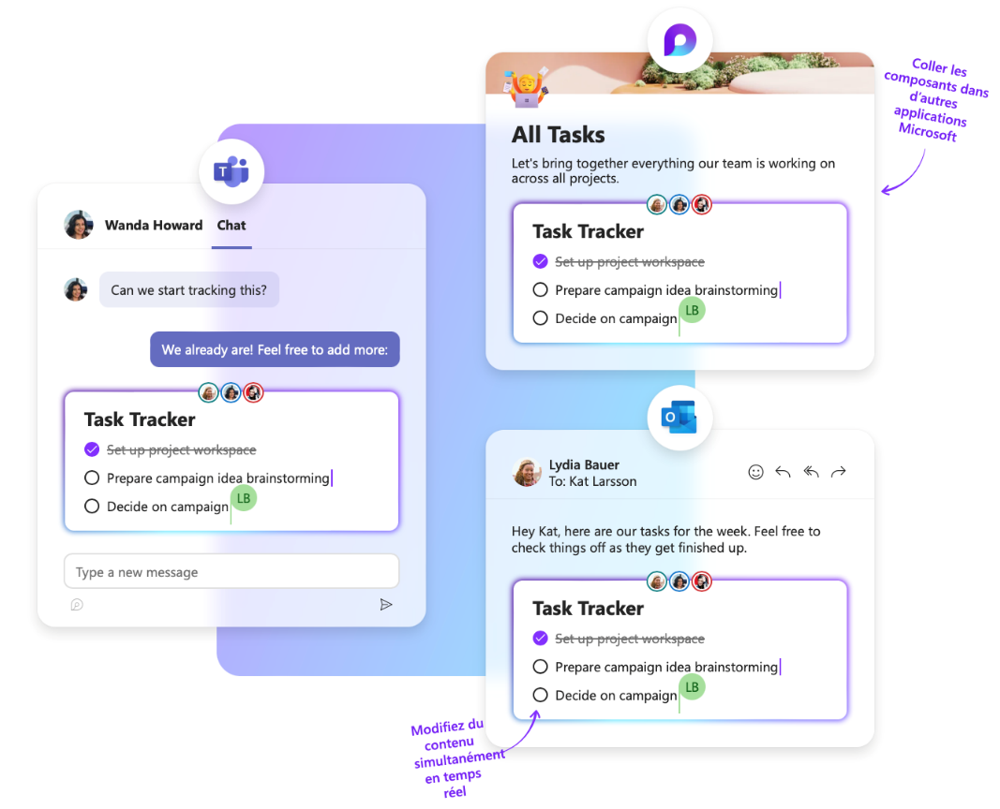 Coller les
composants dans
d'autres
applications
Microsoft
All Tasks
Let's bring together everything our team is working on
across all projects.
Task Tracker
Set up project workspace
Prepare campaign idea brainstorming
Decide on campaign
LB
T
Wanda Howard Chat
Can we start tracking this?
We already are! Feel free to add more:
Task Tracker
Set up project workspace
Prepare campaign idea brainstorming
Decide on campaign
LB
Type a new message
O
Lydia Bauer
To: Kat Larsson
Hey Kat, here are our tasks for the week. Feel free to
check things off as they get finished up.
Task Tracker
Set up project workspace
Prepare campaign idea brainstorming
Decide on campaign
LB
Modifiez du
contenu
simultanément
en temps
réel